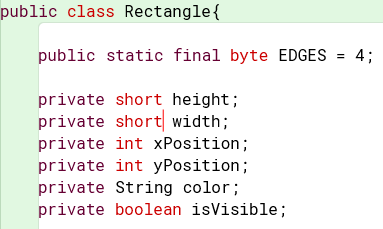 public class Rectangle{
public static final byte EDGES = 4;
private short height;
private short width;
private int xPosition;
private int yPosition;
private String color;
private boolean isVisible;